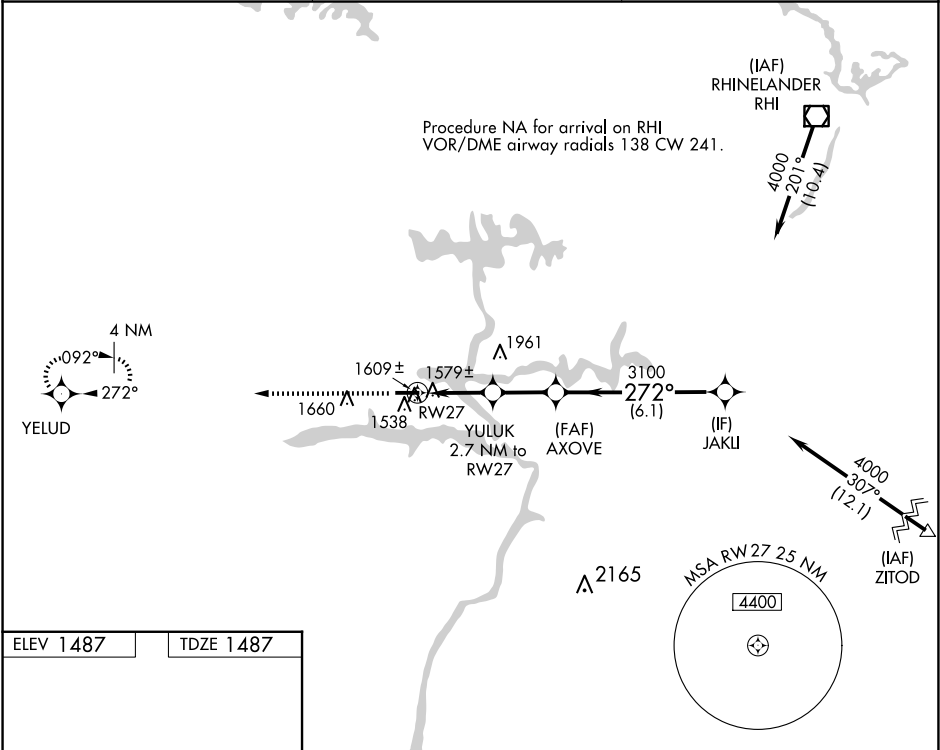 (IAF)
RHINELANDER
RHI
Procedure NA for arrival on RHI
VOR/DME airway radials 138 CW 241.
4000
201°
(10.4)
4 NM
092°
272°
YELUD
1961
1609 ±
1579 ±
1660
1538
RW27
YULUK
2.7 NM to
RW27
(FAF)
AXOVE
3100
272°
(6.1)
(IF)
JAKLI
4000
307°
(12.1)
(IAF)
ZITOD
2165
MSA RW27 25 NM
4400
ELEV 1487
TDZE 1487